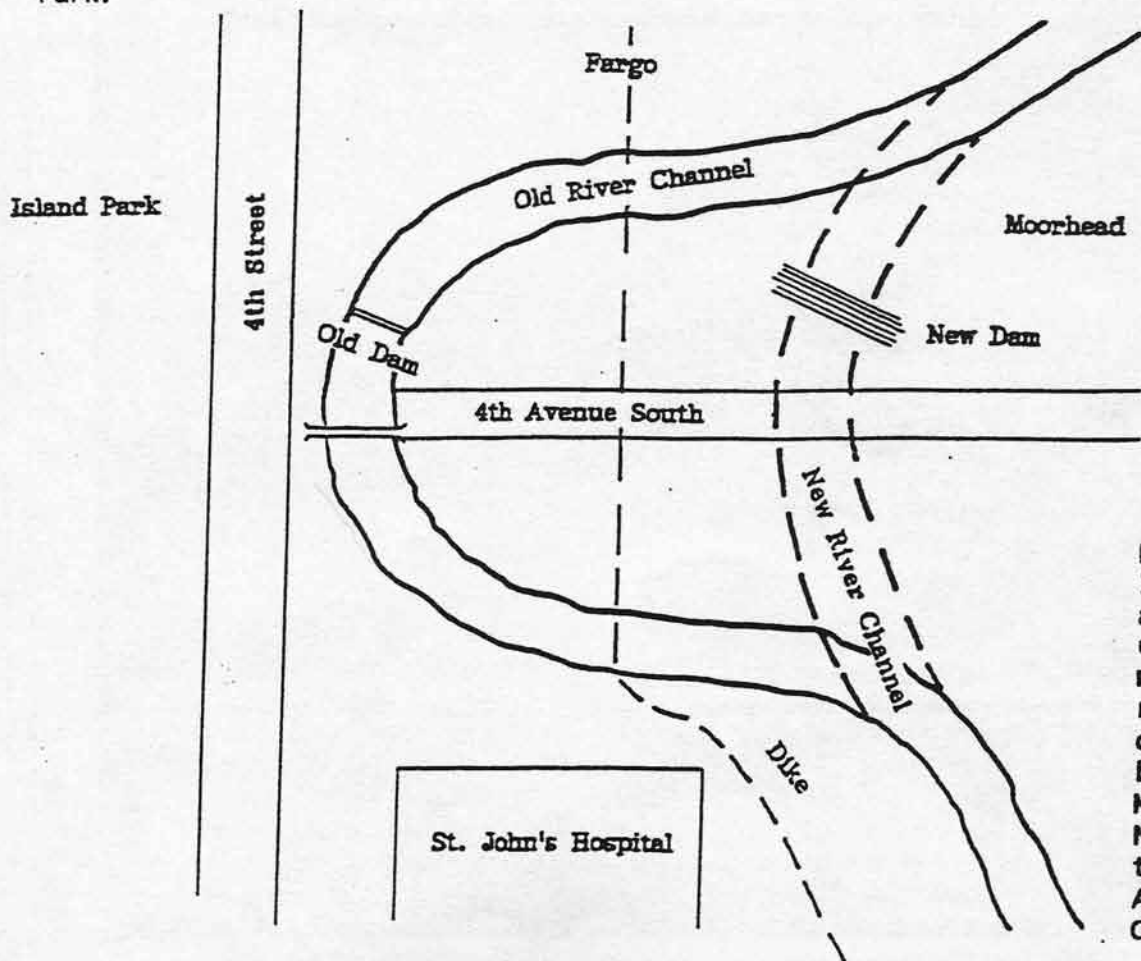 Fargo
Old River Channel
Island Park
4th Street
Moorhead
Old Dam
New Dam
4th Avenue South
New River Channel
Dike
St. John's Hospital